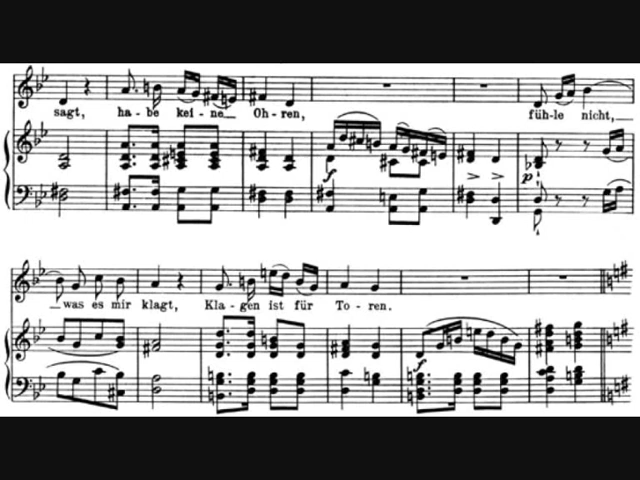 sagt, ha - be kei - ne Oh - ren, füh - le nicht,
f
p
was es mir klagt, Kla - gen ist für To - ren.
f